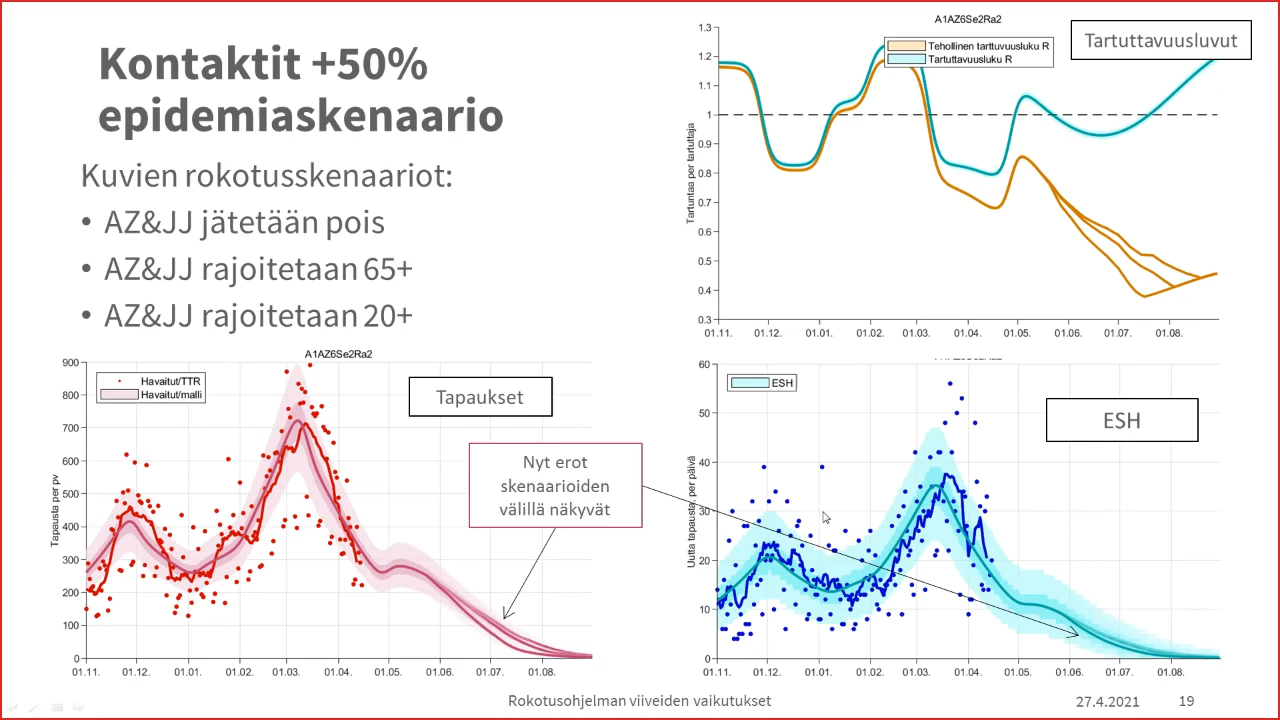 Kontaktit +50%
epidemiaskenaario
Kuvien rokotusskenaariot:
• AZ&JJ jätetään pois
• AZ&JJ rajoitetaan 65+
• AZ&JJ rajoitetaan 20+
A1AZ6Se2Ra2
Tartuttavuusluvut
Tehollinen tarttuvuusluku R
Tartuttavaluku R
Tartuntaa per tartuttaja
1.3
1.2
1.1
1
0.9
0.8
0.7
0.6
0.5
0.4
0.3
01.11. 01.12. 01.01. 01.02. 01.03. 01.04. 01.05. 01.06. 01.07. 01.08.
A1AZ6Se2Ra2
Havaitut/TTR
Havaitut/malli
Tapaukset
Tapausta per pv
900
800
700
600
500
400
300
200
100
0
01.11. 01.12. 01.01. 01.02. 01.03. 01.04. 01.05. 01.06. 01.07. 01.08.
Nyt erot
skenaarioiden
välillä näkyvät
ESH
ESH
Uutta tapausta per päivä
60
50
40
30
20
10
0
01.11. 01.12. 01.01. 01.02. 01.03. 01.04. 01.05. 01.06. 01.07. 01.08.
Rokotusohjelman viiveiden vaikutukset
27.4.2021
19